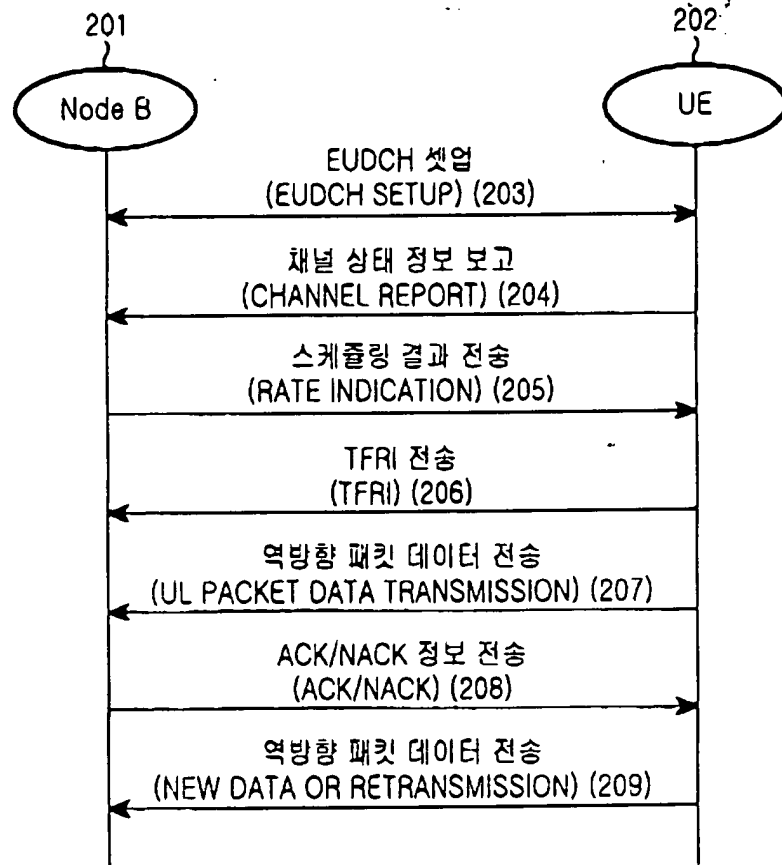 201
202
Node B
UE
EUDCH 셋업
(EUDCH SETUP) (203)
채널 상태 정보 보고
(CHANNEL REPORT) (204)
스케쥴링 결과 전송
(RATE INDICATION) (205)
TFRI 전송
(TFRI) (206)
역방향 패킷 데이터 전송
(UL PACKET DATA TRANSMISSION) (207)
ACK/NACK 정보 전송
(ACK/NACK) (208)
역방향 패킷 데이터 전송
(NEW DATA OR RETRANSMISSION) (209)